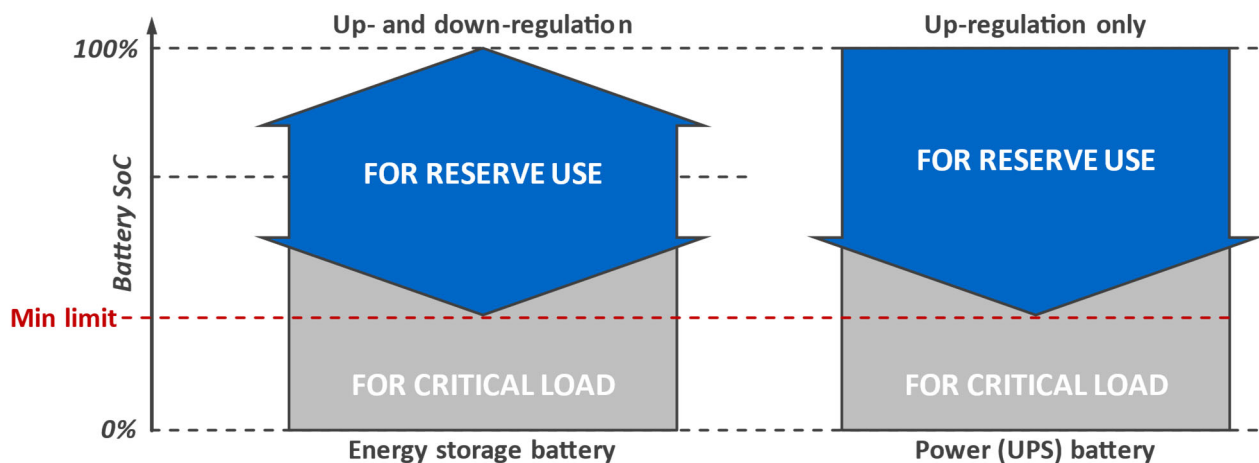 Up- and down-regulation
Up-regulation only
100%
Battery SoC
FOR RESERVE USE
FOR RESERVE USE
Min limit
FOR CRITICAL LOAD
FOR CRITICAL LOAD
0%
Energy storage battery
Power (UPS) battery